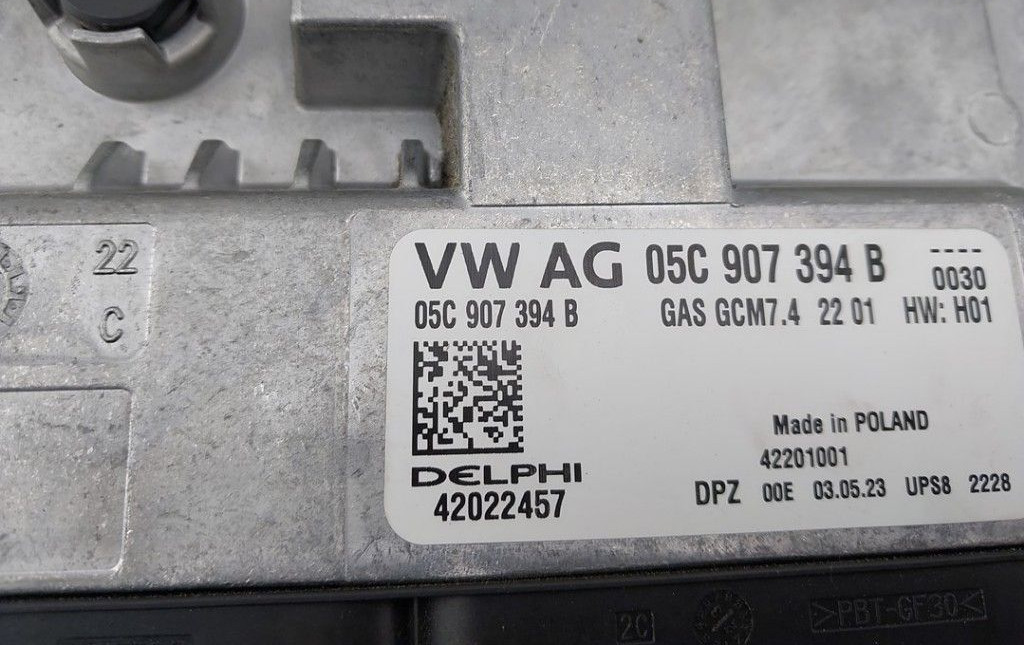 22
C
VW AG 05C 907 394 B ----
0030
05C 907 394 B GAS GCM7.4 22 01 HW: H01
Made in POLAND
42201001
DELPHI
42022457
DPZ 00E 03.05.23 UPS8 2228
2C >PBT-GF30<